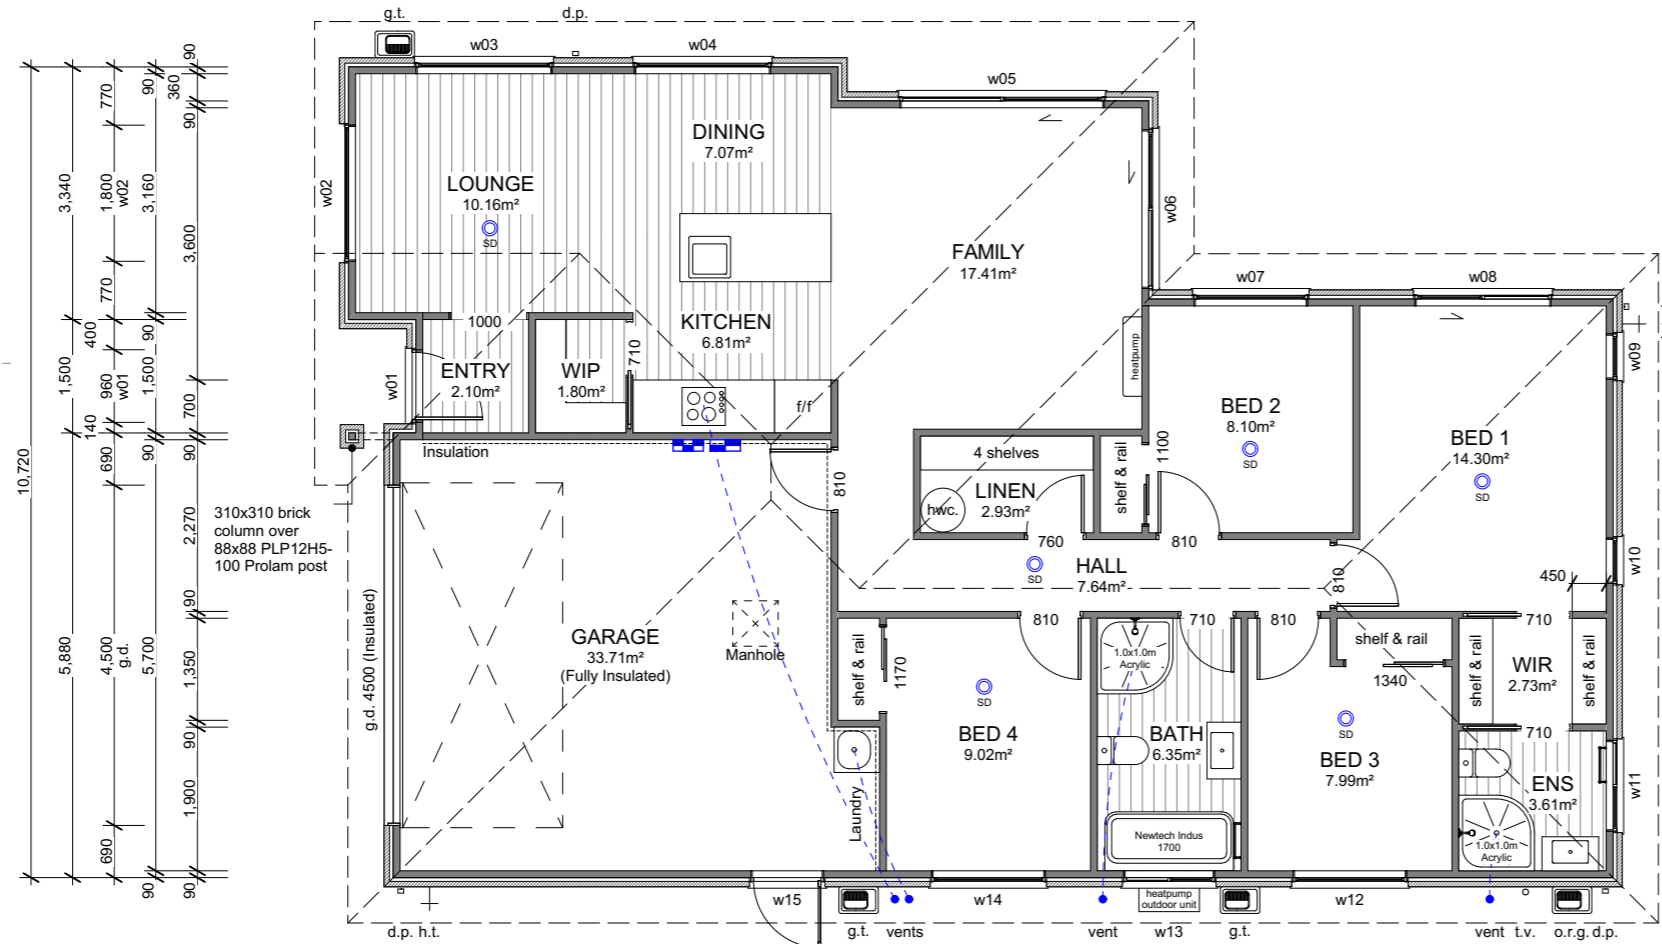 g.t.
d.p.
w03
w04
w05
w02
w06
w07
w08
w09
w10
w11
w01
DINING
7.07m²
LOUNGE
10.16m²
SD
FAMILY
17.41m²
KITCHEN
6.81m²
1000
710
ENTRY
2.10m²
WIP
1.80m²
f/f
heatpump
Insulation
810
4 shelves
LINEN
2.93m²
hwc.
shelf & rail
1100
BED 2
8.10m²
SD
BED 1
14.30m²
SD
760
810
HALL
7.64m²
SD
810
450
310x310 brick
column over
88x88 PLP12H5-
100 Prolam post
g.d. 4500 (Insulated)
GARAGE
33.71m²
(Fully Insulated)
Manhole
810
710
810
710
shelf & rail
1170
SD
BED 4
9.02m²
1.0x1.0m
Acrylic
BATH
6.35m²
Newtech Indus
1700
shelf & rail
1340
SD
BED 3
7.99m²
shelf & rail
WIR
2.73m²
shelf & rail
710
ENS
3.61m²
1.0x1.0m
Acrylic
Laundry
w15
w14
w13
w12
heatpump
outdoor unit
d.p. h.t.
g.t.
vents
vent
g.t.
vent
t.v.
o.r.g.
d.p.
10,720
3,340
1,500
5,880
770
1,800
w02
770
400
960
w01
140
690
4,500
g.d.
690
90
3,160
90
1,500
90
5,700
90
90
360
90
3,600
700
90
2,270
90
1,350
90
1,900
90